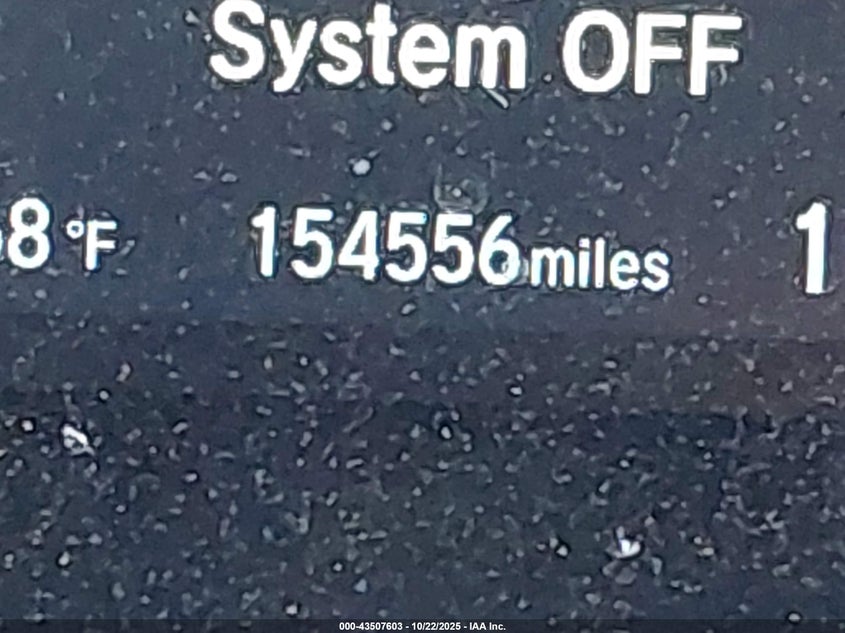 System OFF
8 °F 154556 miles 1
000-43507603 - 10/22/2025 - IAA Inc.